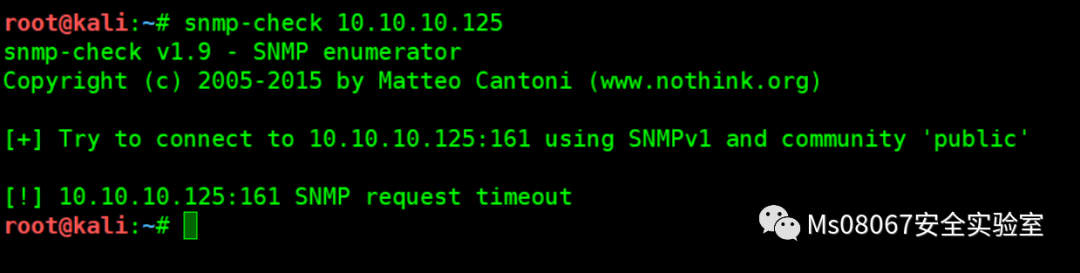 root@kali:~# snmp-check 10.10.10.125
snmp-check v1.9 - SNMP enumerator
Copyright (c) 2005-2015 by Matteo Cantoni (www.nothink.org)
[+] Try to connect to 10.10.10.125:161 using SNMPv1 and community 'public'
[!] 10.10.10.125:161 SNMP request timeout
root@kali:~#
Ms08067安全实验室